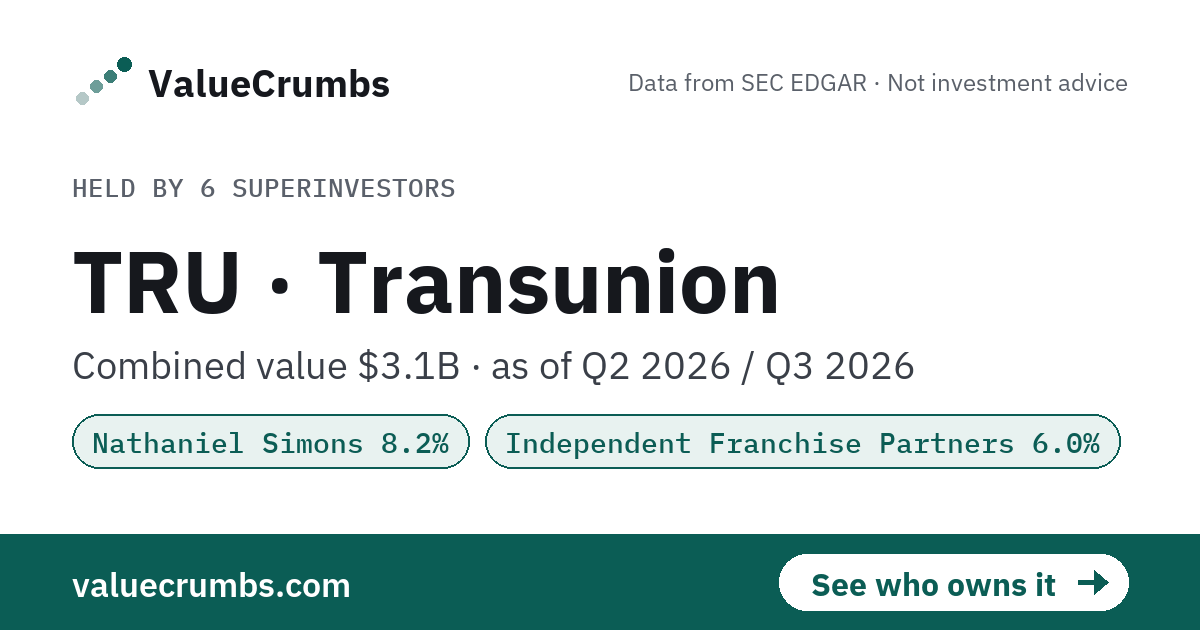 ValueCrumbs
Data from SEC EDGAR · Not investment advice
HELD BY 6 SUPERINVESTORS
TRU · Transunion
Combined value $3.1B · as of Q2 2026 / Q3 2026
Nathaniel Simons 8.2%
Independent Franchise Partners 6.0%
valuecrumbs.com
See who owns it →